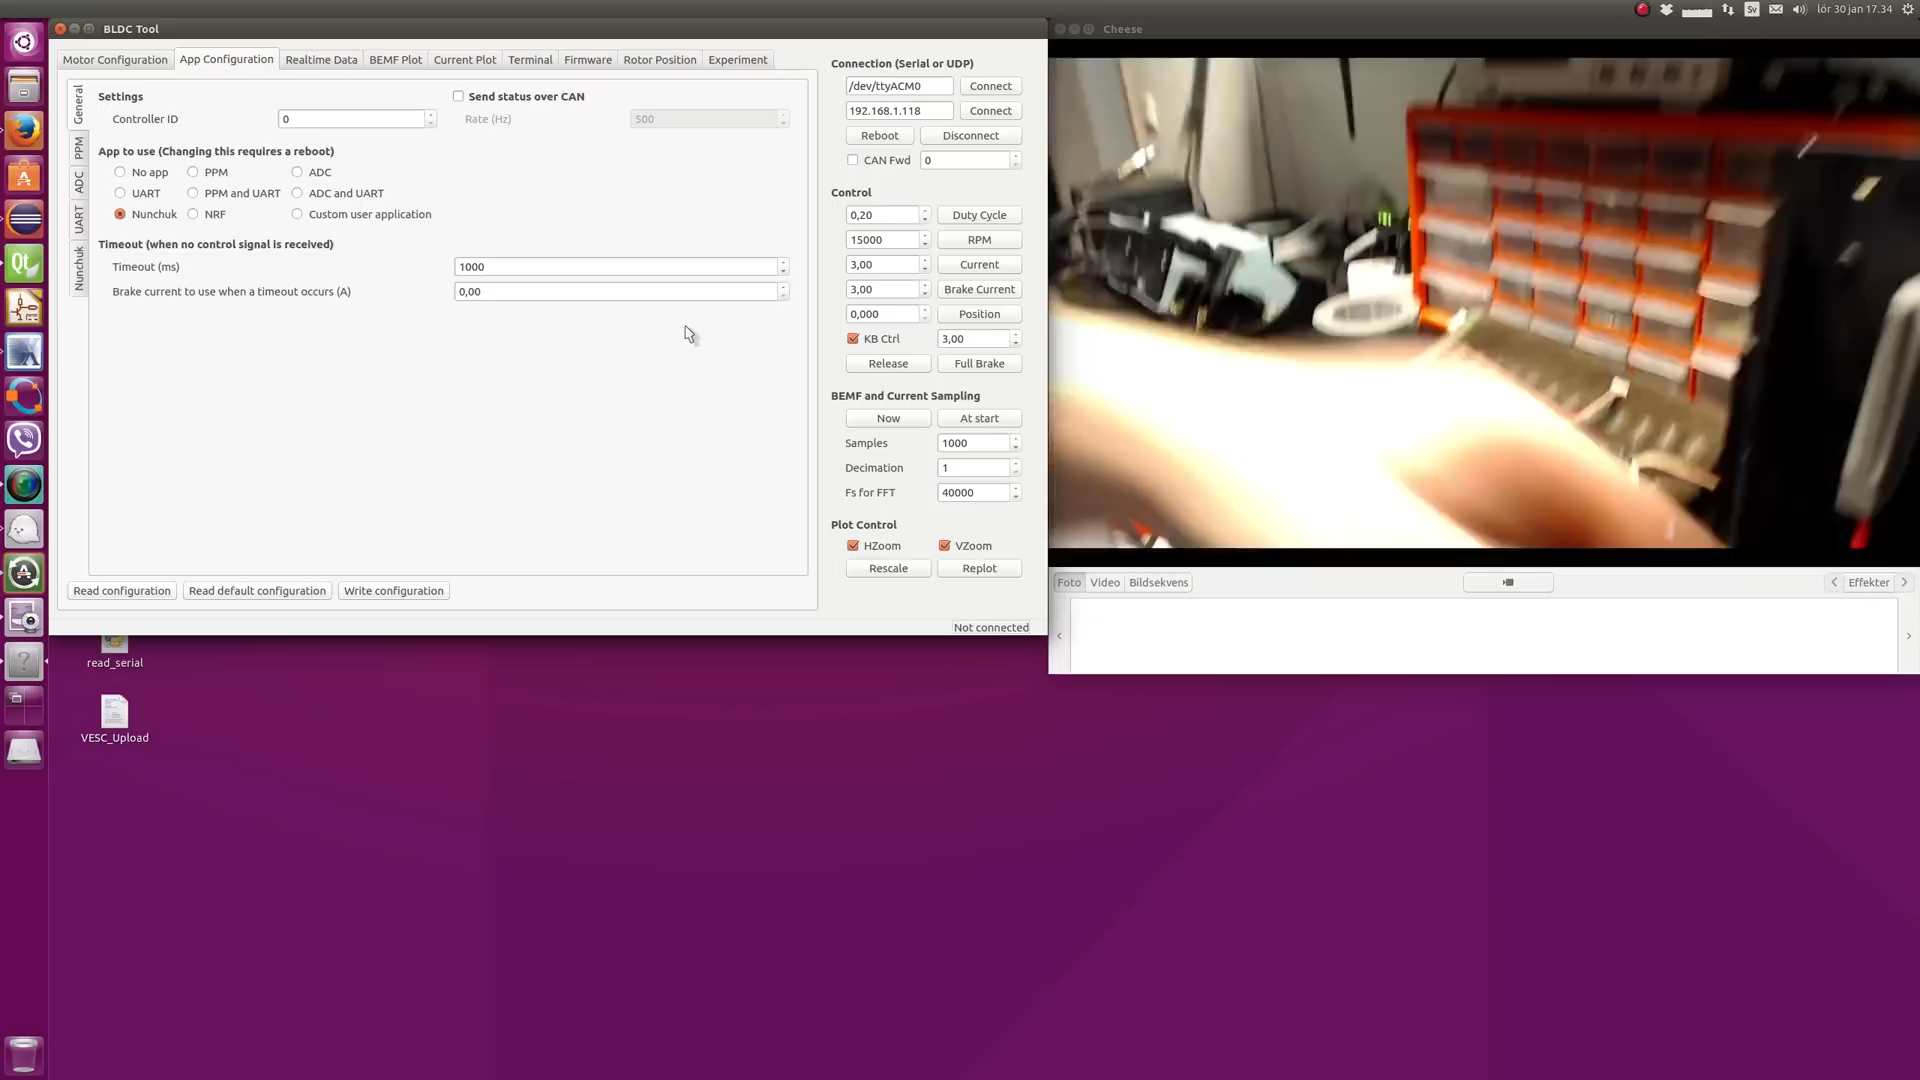 lör 30 jan 17.34
BLDC Tool
Cheese
Motor Configuration App Configuration Realtime Data BEMF Plot Current Plot Terminal Firmware Rotor Position Experiment
General
PPM
ADC
UART
Nunchuk
Settings
Controller ID 0
Send status over CAN
Rate (Hz) 500
App to use (Changing this requires a reboot)
No app PPM ADC
UART PPM and UART ADC and UART
Nunchuk NRF Custom user application
Timeout (when no control signal is received)
Timeout (ms) 1000
Brake current to use when a timeout occurs (A) 0,00
Read configuration Read default configuration Write configuration
Connection (Serial or UDP)
/dev/ttyACM0 Connect
192.168.1.118 Connect
Reboot Disconnect
CAN Fwd 0
Control
0,20 Duty Cycle
15000 RPM
3,00 Current
3,00 Brake Current
0,000 Position
KB Ctrl 3,00
Release Full Brake
BEMF and Current Sampling
Now At start
Samples 1000
Decimation 1
Fs for FFT 40000
Plot Control
HZoom VZoom
Rescale Replot
Not connected
Foto Video Bildsekvens
Effekter
read_serial
VESC_Upload
Sv
Qt